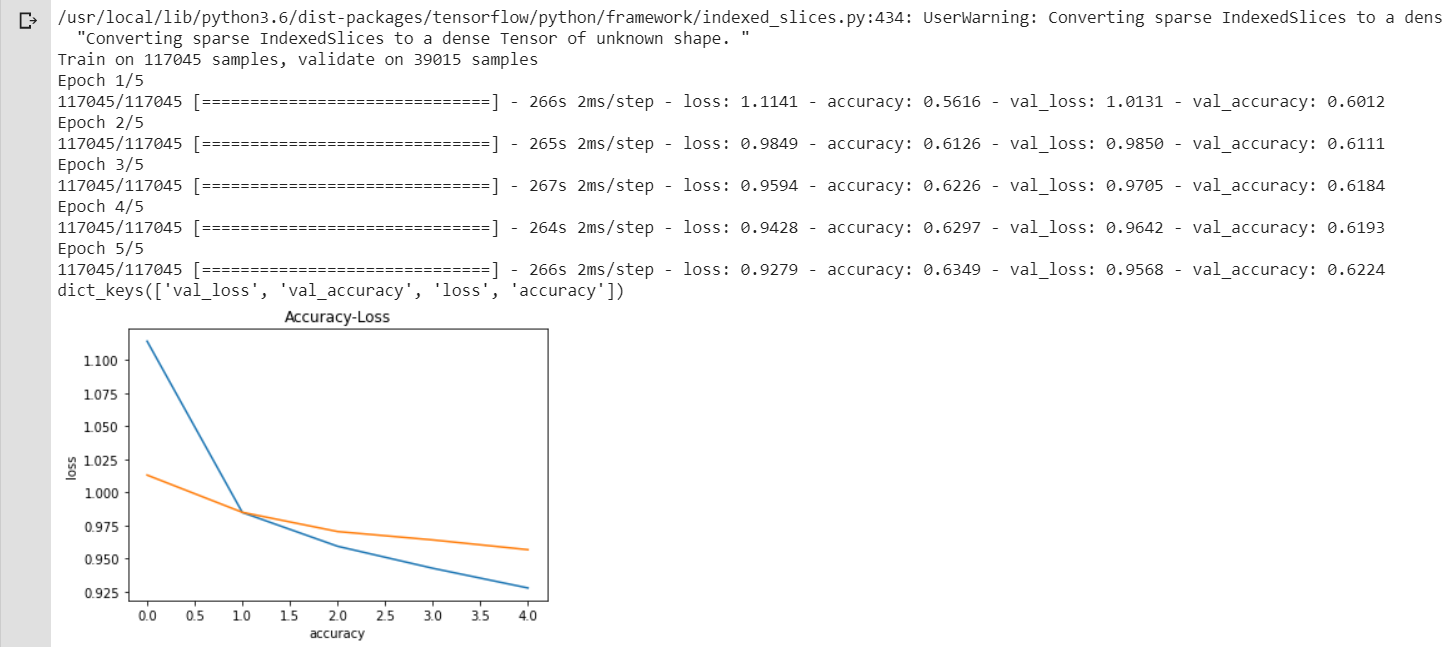 /usr/local/lib/python3.6/dist-packages/tensorflow/python/framework/indexed_slices.py:434: UserWarning: Converting sparse IndexedSlices to a dens
"Converting sparse IndexedSlices to a dense Tensor of unknown shape. "
Train on 117045 samples, validate on 39015 samples
Epoch 1/5
117045/117045 [==============================] - 266s 2ms/step - loss: 1.1141 - accuracy: 0.5616 - val_loss: 1.0131 - val_accuracy: 0.6012
Epoch 2/5
117045/117045 [==============================] - 265s 2ms/step - loss: 0.9849 - accuracy: 0.6126 - val_loss: 0.9850 - val_accuracy: 0.6111
Epoch 3/5
117045/117045 [==============================] - 267s 2ms/step - loss: 0.9594 - accuracy: 0.6226 - val_loss: 0.9705 - val_accuracy: 0.6184
Epoch 4/5
117045/117045 [==============================] - 264s 2ms/step - loss: 0.9428 - accuracy: 0.6297 - val_loss: 0.9642 - val_accuracy: 0.6193
Epoch 5/5
117045/117045 [==============================] - 266s 2ms/step - loss: 0.9279 - accuracy: 0.6349 - val_loss: 0.9568 - val_accuracy: 0.6224
dict_keys(['val_loss', 'val_accuracy', 'loss', 'accuracy'])
Accuracy-Loss
1.100
1.075
1.050
1.025
1.000
0.975
0.950
0.925
loss
0.0 0.5 1.0 1.5 2.0 2.5 3.0 3.5 4.0
accuracy